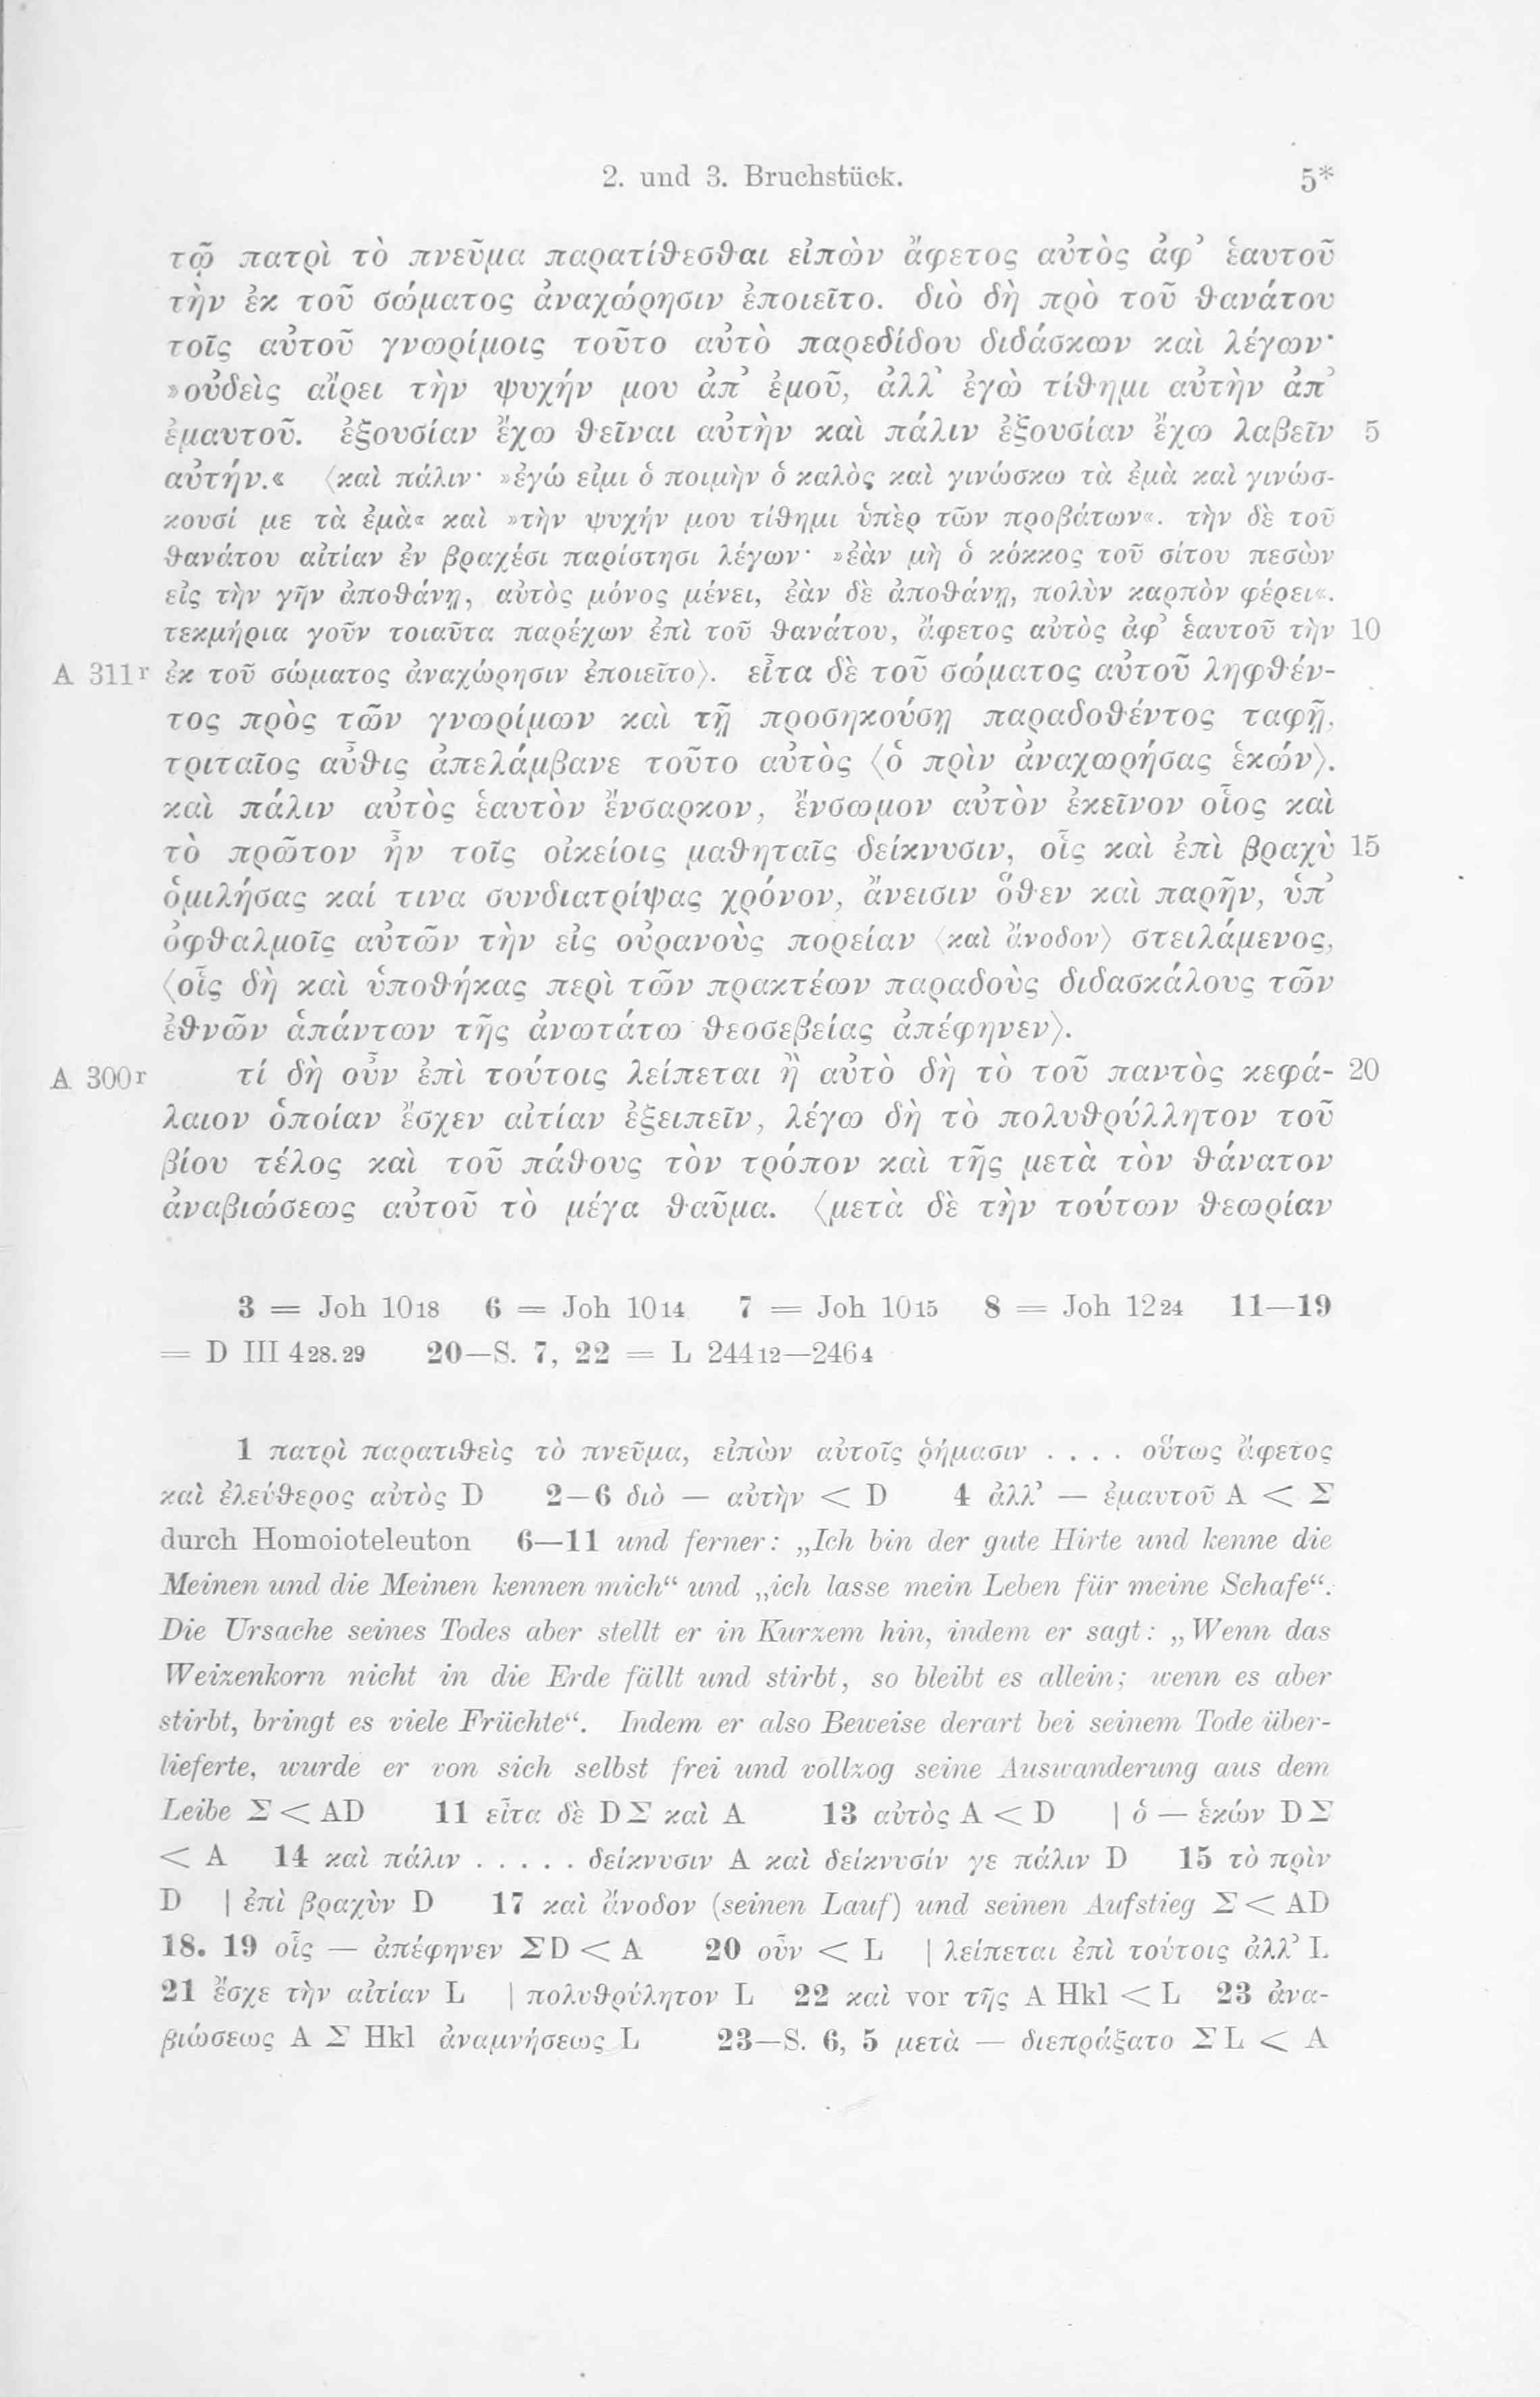 2. und 3. Bruchstück. 5*
τῷ πατρὶ τὸ πνεῦμα παρατίθεσθαι εἰπὼν ἄφετος αὐτὸς ἀφ’ ἑαυτοῦ
τὴν ἐκ τοῦ σώματος ἀναχώρησιν ἐποιεῖτο. διὸ δὴ πρὸ τοῦ θανάτου
τοῖς αὐτοῦ γνωρίμοις τοῦτο αὐτὸ παρεδίδου διδάσκων καὶ λέγων·
»οὐδεὶς αἴρει τὴν ψυχήν μου ἀπ’ ἐμοῦ, ἀλλ’ ἐγὼ τίθημι αὐτὴν ἀπ’
ἐμαυτοῦ. ἐξουσίαν ἔχω θεῖναι αὐτὴν καὶ πάλιν ἐξουσίαν ἔχω λαβεῖν 5
αὐτήν.« ⟨καὶ πάλιν· »ἐγώ εἰμι ὁ ποιμὴν ὁ καλὸς καὶ γινώσκω τὰ ἐμὰ καὶ γινώσ-
κουσί με τὰ ἐμὰ« καὶ »τὴν ψυχήν μου τίθημι ὑπὲρ τῶν προβάτων«. τὴν δὲ τοῦ
θανάτου αἰτίαν ἐν βραχέσι παρίστησι λέγων· »ἐὰν μὴ ὁ κόκκος τοῦ σίτου πεσὼν
εἰς τὴν γῆν ἀποθάνῃ, αὐτὸς μόνος μένει, ἐὰν δὲ ἀποθάνῃ, πολὺν καρπὸν φέρει«.
τεκμήρια γοῦν τοιαῦτα παρέχων ἐπὶ τοῦ θανάτου, ἄφετος αὐτὸς ἀφ’ ἑαυτοῦ τὴν 10
A 311r ἐκ τοῦ σώματος ἀναχώρησιν ἐποιεῖτο⟩. εἶτα δὲ τοῦ σώματος αὐτοῦ ληφθέν-
τος πρὸς τῶν γνωρίμων καὶ τῇ προσηκούσῃ παραδοθέντος ταφῇ,
τριταῖος αὖθις ἀπελάμβανε τοῦτο αὐτὸς ⟨ὁ πρὶν ἀναχωρήσας ἑκών⟩.
καὶ πάλιν αὐτὸς ἑαυτὸν ἔνσαρκον, ἔνσωμον αὐτὸν ἐκεῖνον οἷος καὶ
τὸ πρῶτον ἦν τοῖς οἰκείοις μαθηταῖς δείκνυσιν, οἷς καὶ ἐπὶ βραχὺ 15
ὁμιλήσας καί τινα συνδιατρίψας χρόνον, ἄνεισιν ὅθεν καὶ παρῆν, ὑπ’
ὀφθαλμοῖς αὐτῶν τὴν εἰς οὐρανοὺς πορείαν ⟨καὶ ἄνοδον⟩ στειλάμενος,
⟨οἷς δὴ καὶ ὑποθήκας περὶ τῶν πρακτέων παραδοὺς διδασκάλους τῶν
ἐθνῶν ἁπάντων τῆς ἀνωτάτω θεοσεβείας ἀπέφηνεν⟩.
A 300r τί δὴ οὖν ἐπὶ τούτοις λείπεται ἢ αὐτὸ δὴ τὸ τοῦ παντὸς κεφά- 20
λαιον ὁποίαν ἔσχεν αἰτίαν ἐξειπεῖν, λέγω δὴ τὸ πολυθρύλλητον τοῦ
βίου τέλος καὶ τοῦ πάθους τὸν τρόπον καὶ τῆς μετὰ τὸν θάνατον
ἀναβιώσεως αὐτοῦ τὸ μέγα θαῦμα. ⟨μετὰ δὲ τὴν τούτων θεωρίαν
3 = Joh 1018 6 = Joh 1014 7 = Joh 1015 8 = Joh 1224 11—19
= D III 428.29 20—S. 7, 22 = L 24412—2464
1 πατρὶ παρατιθεὶς τὸ πνεῦμα, εἰπὼν αὐτοῖς ῥήμασιν . . . . οὕτως ἄφετος
καὶ ἐλεύθερος αὐτὸς D 2—6 διὸ — αὐτὴν < D 4 ἀλλ’ — ἐμαυτοῦ A < Σ
durch Homoioteleuton 6—11 und ferner: „Ich bin der gute Hirte und kenne die
Meinen und die Meinen kennen mich“ und „ich lasse mein Leben für meine Schafe“.
Die Ursache seines Todes aber stellt er in Kurzem hin, indem er sagt: „Wenn das
Weizenkorn nicht in die Erde fällt und stirbt, so bleibt es allein; wenn es aber
stirbt, bringt es viele Früchte“. Indem er also Beweise derart bei seinem Tode über-
lieferte, wurde er von sich selbst frei und vollzog seine Auswanderung aus dem
Leibe Σ < AD 11 εἶτα δὲ DΣ καὶ A 13 αὐτὸς A < D | ὁ — ἑκών DΣ
< A 14 καὶ πάλιν . . . . . δείκνυσιν A καὶ δείκνυσίν γε πάλιν D 15 τὸ πρὶν
D | ἐπὶ βραχὺν D 17 καὶ ἄνοδον (seinen Lauf) und seinen Aufstieg Σ < AD
18. 19 οἷς — ἀπέφηνεν ΣD < A 20 οὖν < L | λείπεται ἐπὶ τούτοις ἀλλ’ L
21 ἔσχε τὴν αἰτίαν L | πολυθρύλητον L 22 καὶ vor τῆς A Hkl < L 23 ἀνα-
βιώσεως A Σ Hkl ἀναμνήσεως L 23—S. 6, 5 μετὰ — διεπράξατο ΣL < A